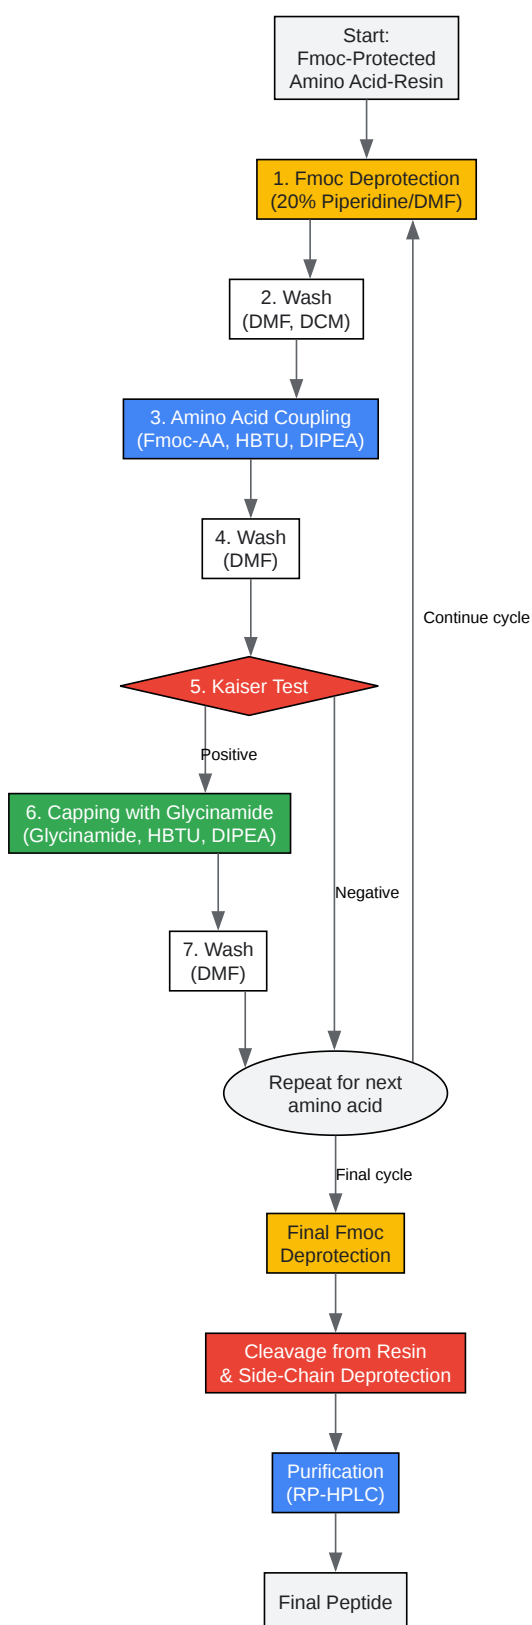 Start:
Fmoc-Protected
Amino Acid-Resin
1. Fmoc Deprotection
(20% Piperidine/DMF)
2. Wash
(DMF, DCM)
3. Amino Acid Coupling
(Fmoc-AA, HBTU, DIPEA)
4. Wash
(DMF)
Continue cycle
5. Kaiser Test
Positive
6. Capping with Glycinamide
(Glycinamide, HBTU, DIPEA)
Negative
7. Wash
(DMF)
Repeat for next
amino acid
Final cycle
Final Fmoc
Deprotection
Cleavage from Resin
& Side-Chain Deprotection
Purification
(RP-HPLC)
Final Peptide